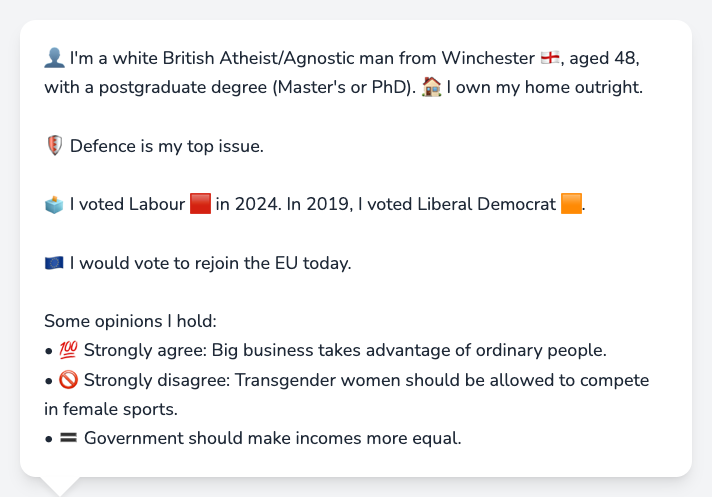 👤 I'm a white British Atheist/Agnostic man from Winchester 🏴󠁧󠁢󠁥󠁮󠁧󠁿, aged 48,
with a postgraduate degree (Master's or PhD). 🏠 I own my home outright.
🛡️ Defence is my top issue.
🗳️ I voted Labour 🟥 in 2024. In 2019, I voted Liberal Democrat 🟧.
🇪🇺 I would vote to rejoin the EU today.
Some opinions I hold:
• 💯 Strongly agree: Big business takes advantage of ordinary people.
• 🚫 Strongly disagree: Transgender women should be allowed to compete
in female sports.
• 🟰 Government should make incomes more equal.